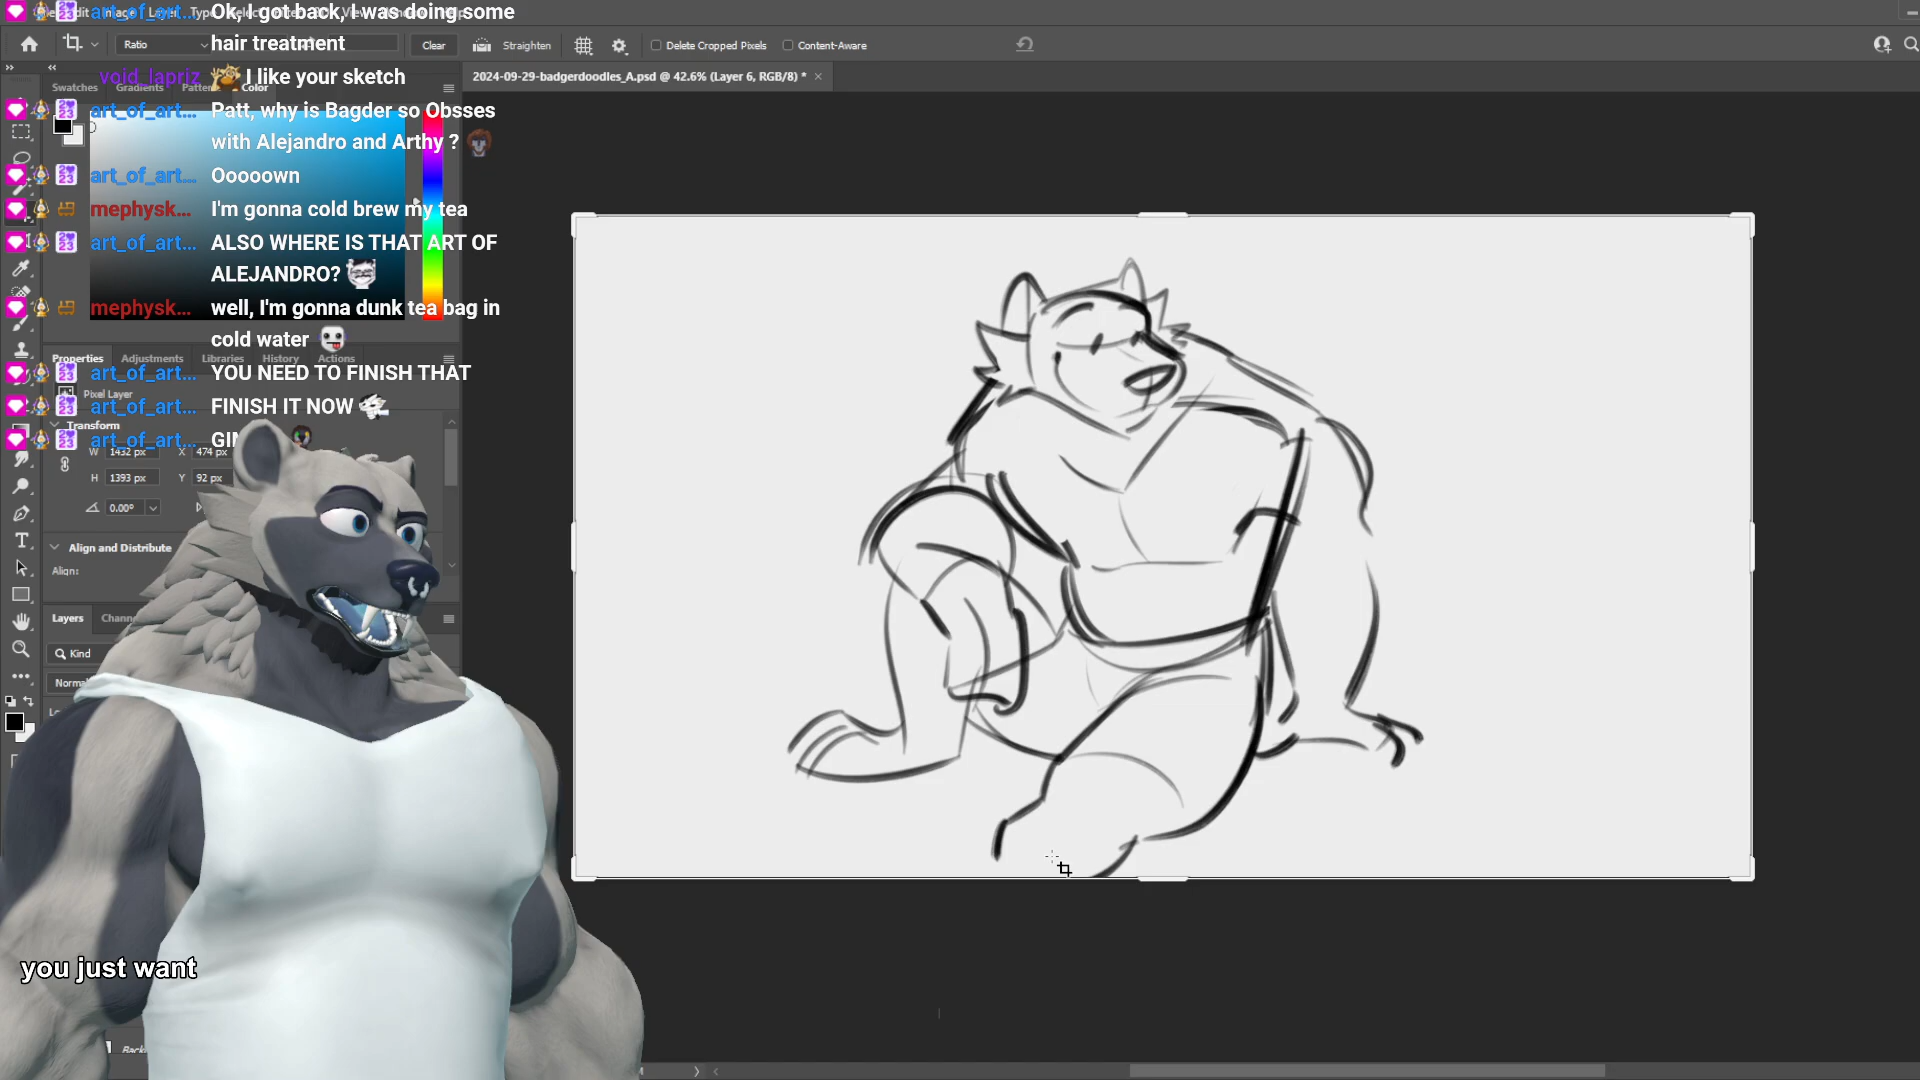 art_of_art... Ok, I got back, I was doing some
hair treatment
Ratio
Clear
Straighten
Delete Cropped Pixels
Content-Aware
void_lapriz I like your sketch
2024-09-29-badgerdoodles_A.psd @ 42.6% (Layer 6, RGB/8) *
Swatches
Gradients
Color
art_of_art... Patt, why is Bagder so Obsses
with Alejandro and Arthy ?
art_of_art... Ooooown
mephysk... I'm gonna cold brew my tea
art_of_art... ALSO WHERE IS THAT ART OF
ALEJANDRO?
mephysk... well, I'm gonna dunk tea bag in
cold water
Properties
Adjustments
Libraries
History
Actions
art_of_art... YOU NEED TO FINISH THAT
Pixel Layer
art_of_art... FINISH IT NOW
Transform
art_of_art...
W 1432 px X 474 px
H 1393 px Y 92 px
0.00°
Align and Distribute
Align:
Layers
Kind
you just want